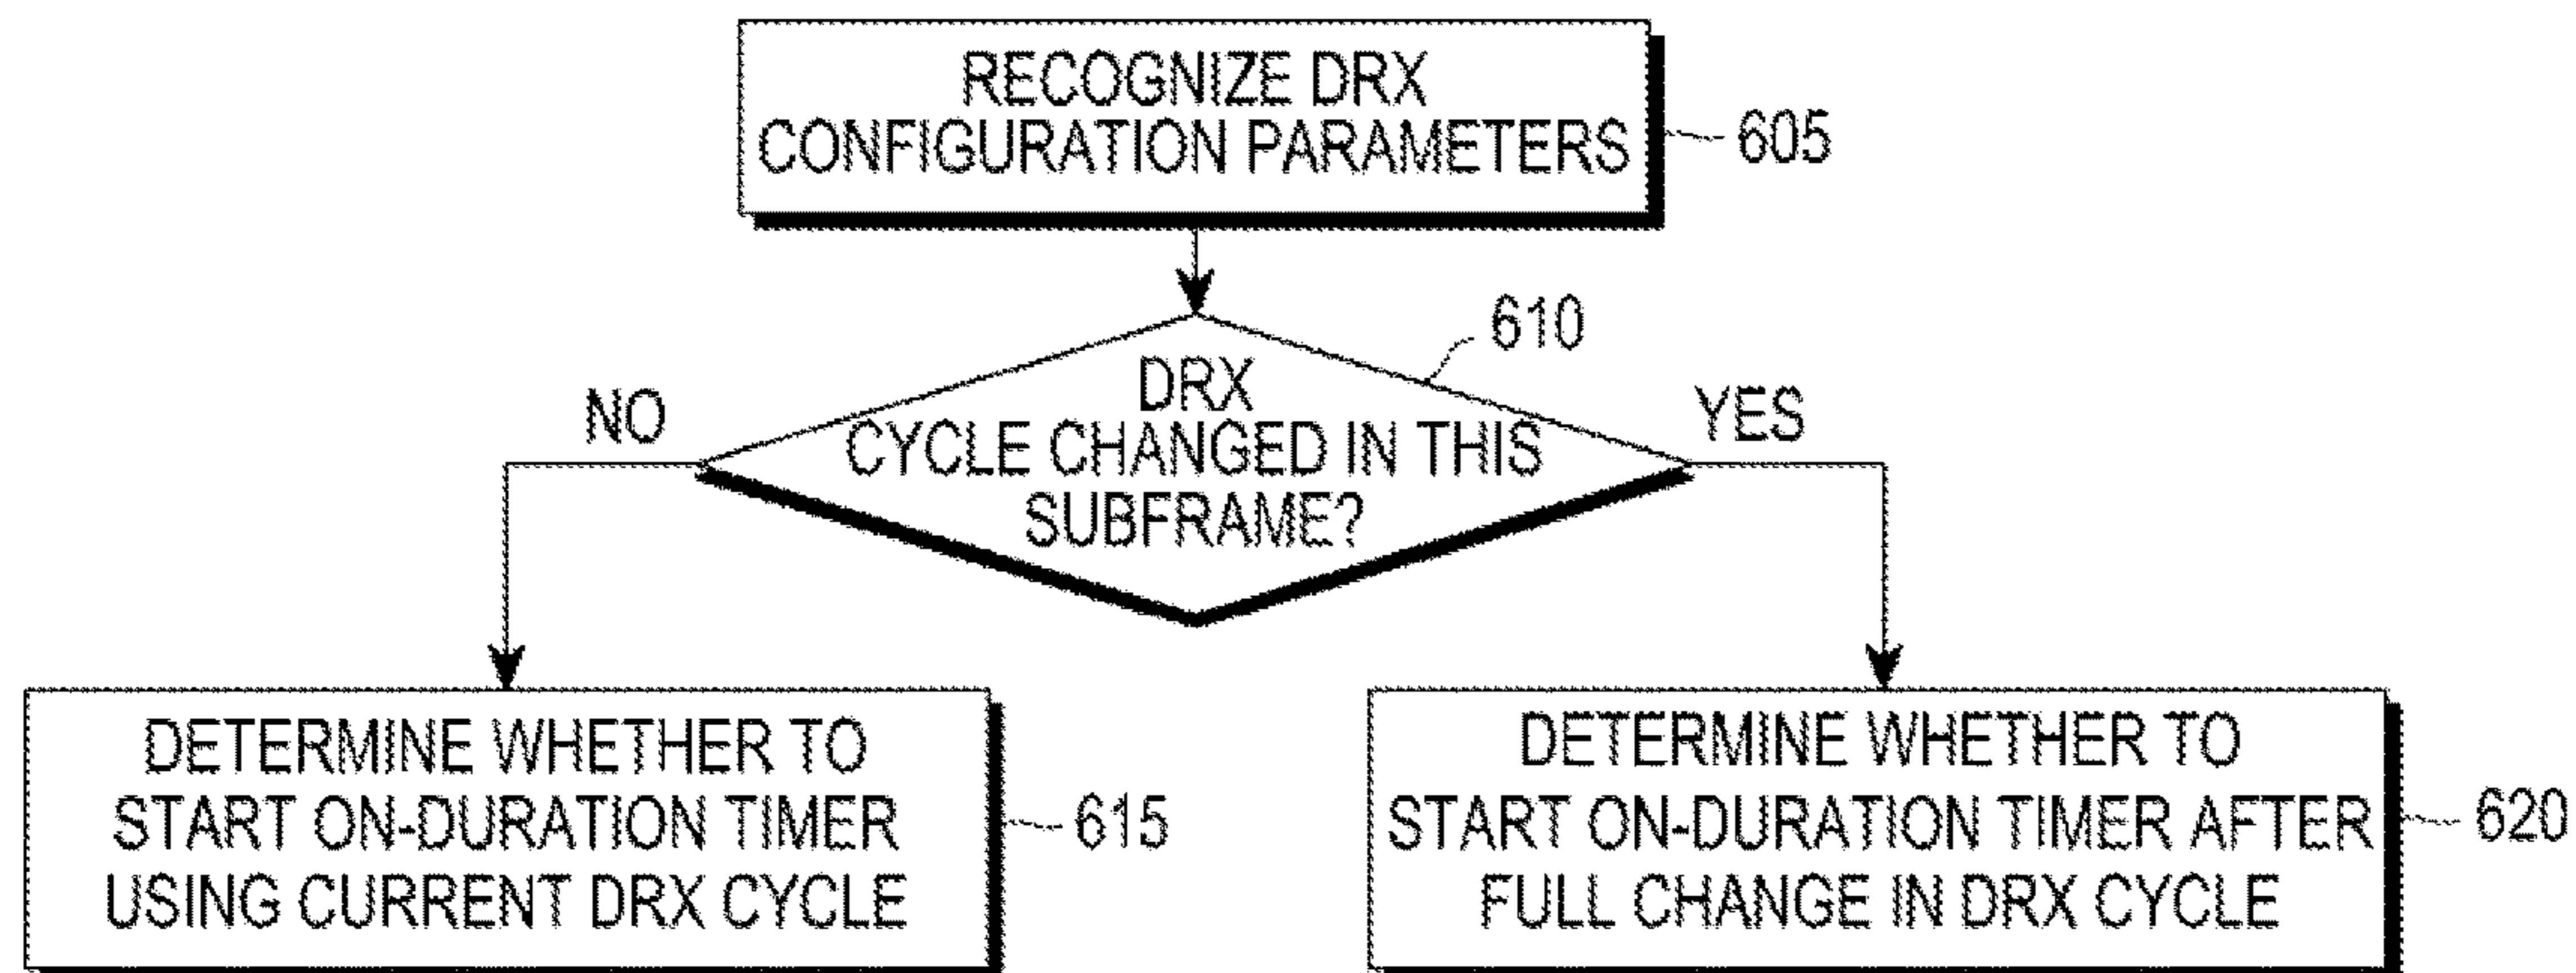 RECOGNIZE DRX
CONFIGURATION PARAMETERS
605
610
DRX
CYCLE CHANGED IN THIS
SUBFRAME?
NO
YES
DETERMINE WHETHER TO
START ON-DURATION TIMER
USING CURRENT DRX CYCLE
615
DETERMINE WHETHER TO
START ON-DURATION TIMER AFTER
FULL CHANGE IN DRX CYCLE
620